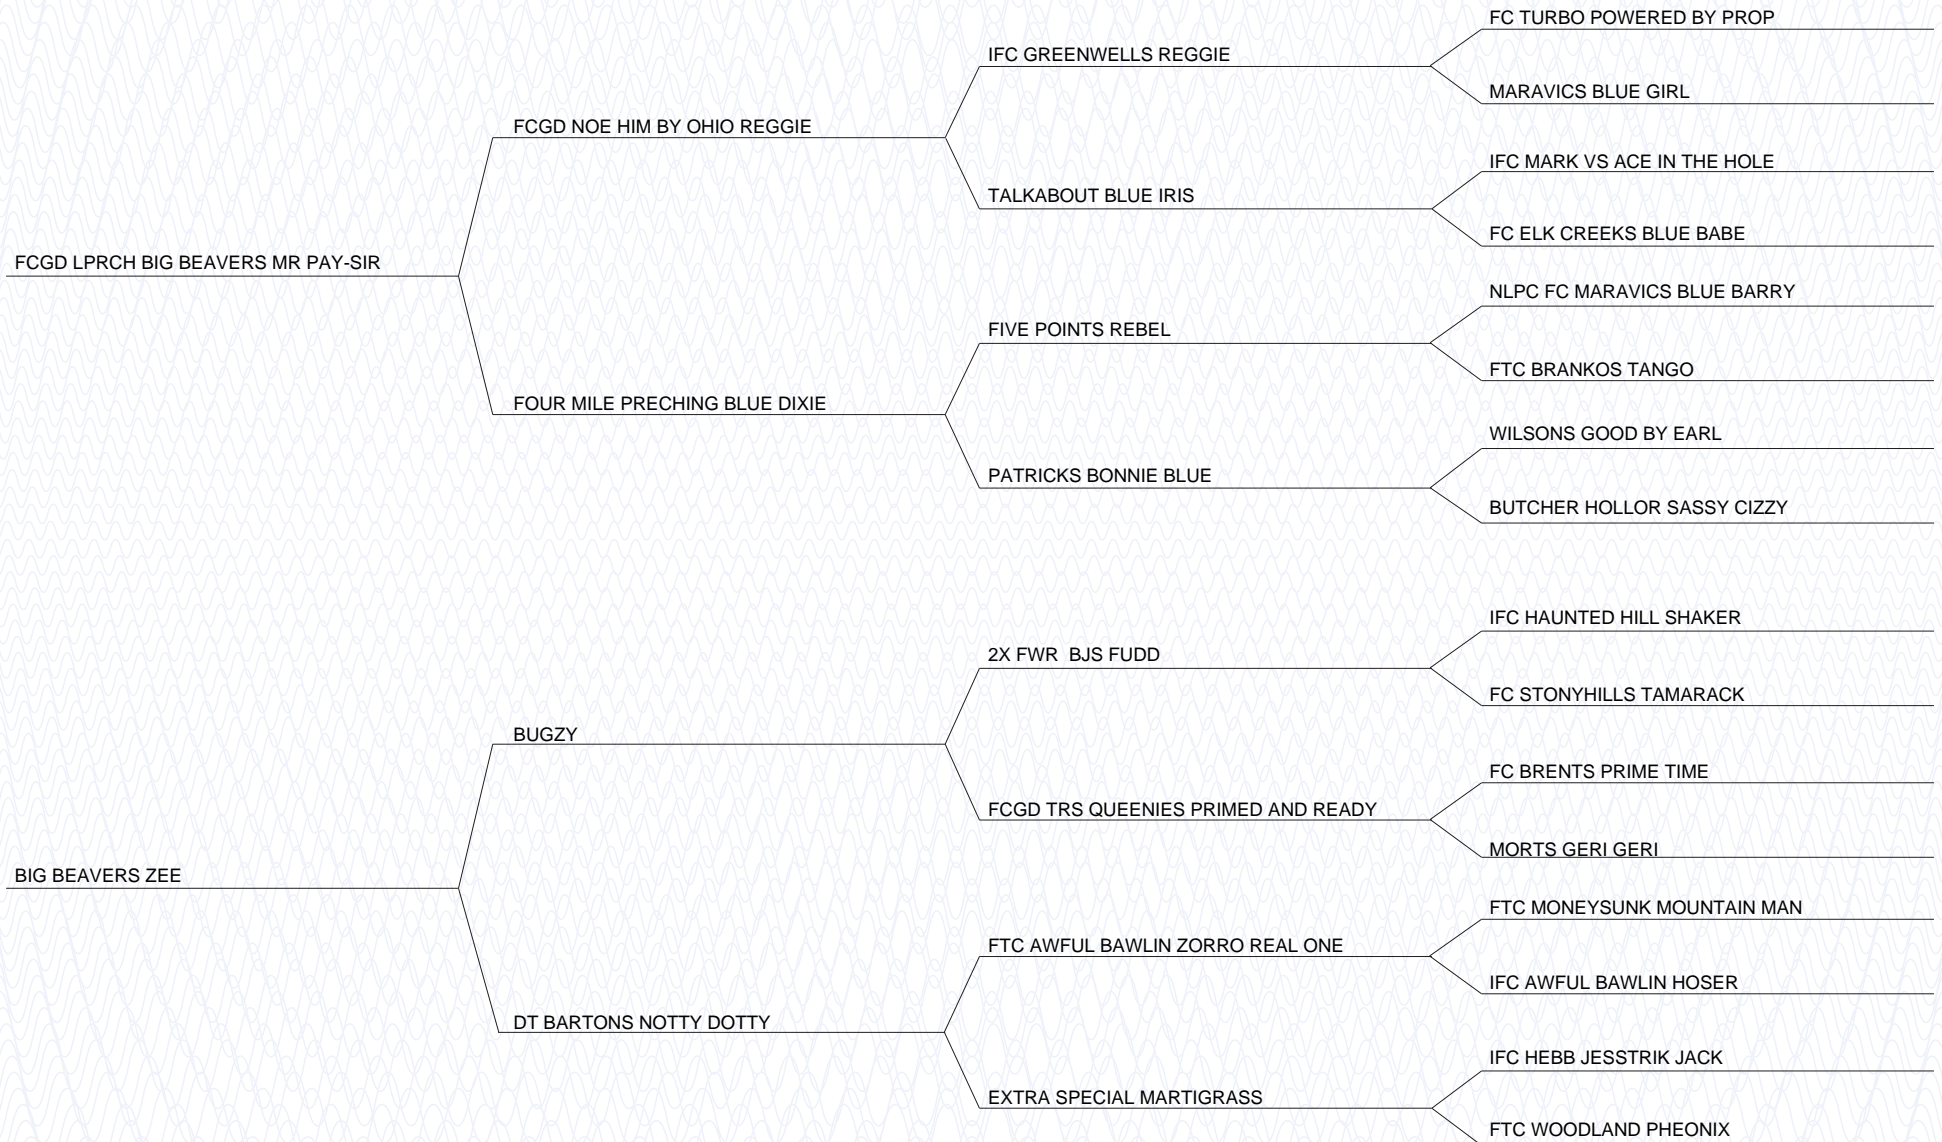 FC TURBO POWERED BY PROP
IFC GREENWELLS REGGIE
MARAVICS BLUE GIRL
FCGD NOE HIM BY OHIO REGGIE
IFC MARK VS ACE IN THE HOLE
TALKABOUT BLUE IRIS
FC ELK CREEKS BLUE BABE
FCGD LPRCH BIG BEAVERS MR PAY-SIR
NLPC FC MARAVICS BLUE BARRY
FIVE POINTS REBEL
FTC BRANKOS TANGO
FOUR MILE PRECHING BLUE DIXIE
WILSONS GOOD BY EARL
PATRICKS BONNIE BLUE
BUTCHER HOLLOR SASSY CIZZY
IFC HAUNTED HILL SHAKER
2X FWR  BJS FUDD
FC STONYHILLS TAMARACK
BUGZY
FC BRENTS PRIME TIME
FCGD TRS QUEENIES PRIMED AND READY
MORTS GERI GERI
BIG BEAVERS ZEE
FTC MONEYSUNK MOUNTAIN MAN
FTC AWFUL BAWLIN ZORRO REAL ONE
IFC AWFUL BAWLIN HOSER
DT BARTONS NOTTY DOTTY
IFC HEBB JESSTRIK JACK
EXTRA SPECIAL MARTIGRASS
FTC WOODLAND PHEONIX